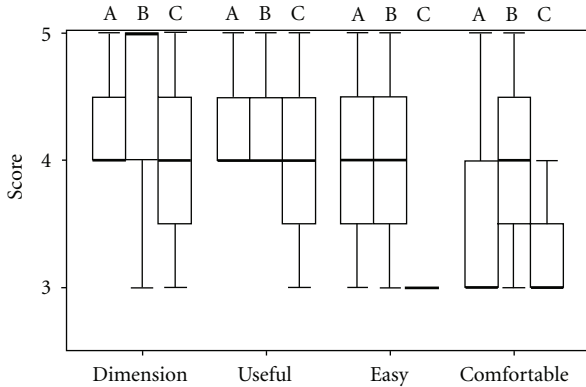 A B C A B C A B C A B C
5
4
3
Score
Dimension Useful Easy Comfortable